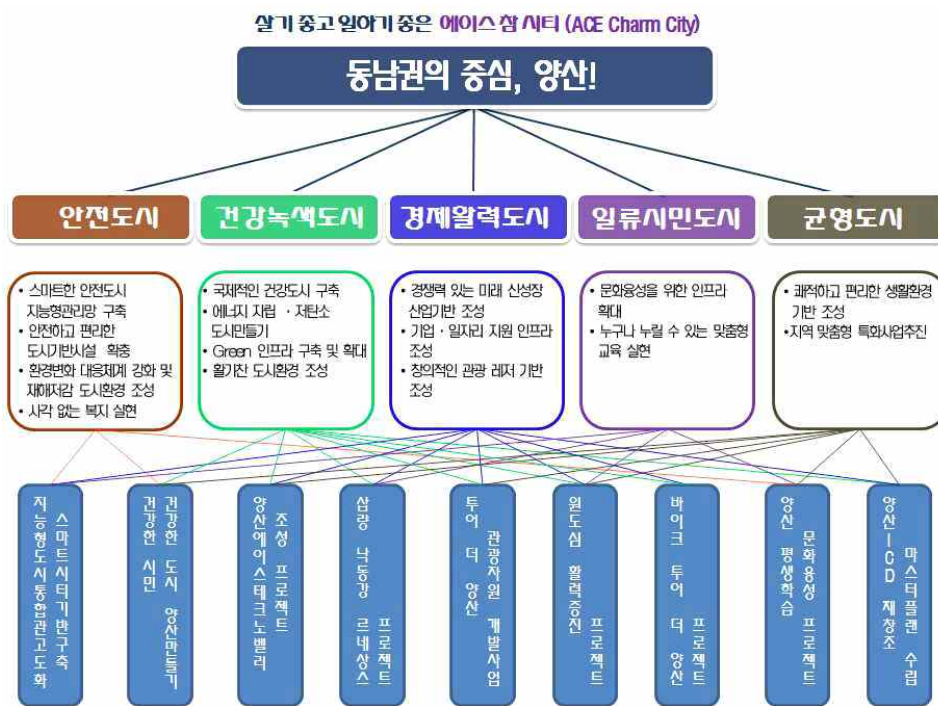 살기 좋고 일하기 좋은 에이스 참 시티 (ACE Charm City)
동남권의 중심, 양산!
안전도시
건강녹색도시
경제활력도시
일류시민도시
균형도시
• 스마트한 안전도시
지능형관리망 구축
• 안전하고 편리한
도시기반시설 확충
• 환경변화 대응체계 강화 및
재해저감 도시환경 조성
• 사각 없는 복지 실현
• 국제적인 건강도시 구축
• 에너지 자립 · 저탄소
도시만들기
• Green 인프라 구축 및 확대
• 활기찬 도시환경 조성
• 경쟁력 있는 미래 신성장
산업기반 조성
• 기업 · 일자리 지원 인프라
조성
• 창의적인 관광 레저 기반
조성
• 문화융성을 위한 인프라
확대
• 누구나 누릴 수 있는 맞춤형
교육 실현
• 쾌적하고 편리한 생활환경
기반 조성
• 지역 맞춤형 특화사업추진
스마트시티기반구축
지능형도시통합관고도화
건강한 도시 양산만들기
건강한 시민
조성 프로젝트
양산에이스테크노밸리
삽량 낙동강 르네상스
프로젝트
투어 더 양산
관광자원 개발사업
원도심 활력증진
프로젝트
바이크 투어 더 양산
프로젝트
문화융성 프로젝트
양산 평생학습
양산ICD 재창조
마스터플랜 수립